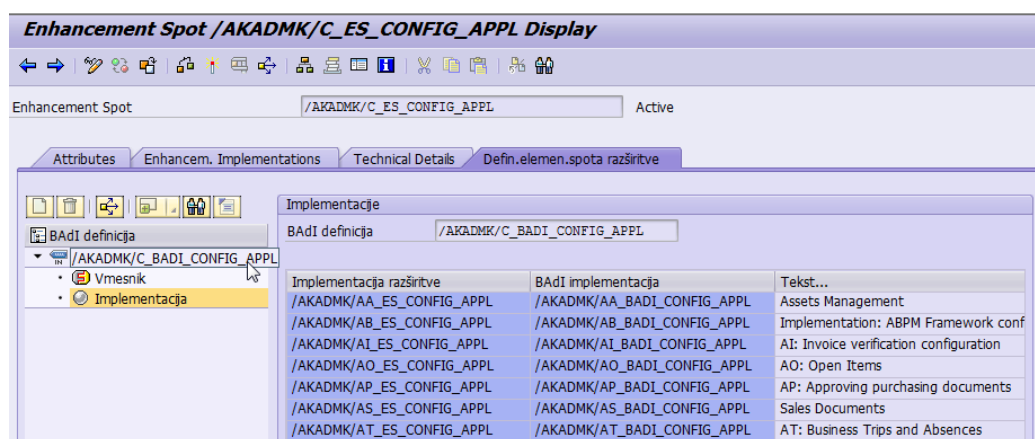 Enhancement Spot /AKADMK/C_ES_CONFIG_APPL Display
Enhancement Spot /AKADMK/C_ES_CONFIG_APPL Active
Attributes Enhancem. Implementations Technical Details Defin.elemen.spota razširitve
Implementacije
BAdI definicija /AKADMK/C_BADI_CONFIG_APPL
BAdI definicija
/AKADMK/C_BADI_CONFIG_APPL
Vmesnik
Implementacija
Implementacija razširitve BAdI implementacija Tekst...
/AKADMK/AA_ES_CONFIG_APPL /AKADMK/AA_BADI_CONFIG_APPL Assets Management
/AKADMK/AB_ES_CONFIG_APPL /AKADMK/AB_BADI_CONFIG_APPL Implementation: ABPM Framework conf
/AKADMK/AI_ES_CONFIG_APPL /AKADMK/AI_BADI_CONFIG_APPL AI: Invoice verification configuration
/AKADMK/AO_ES_CONFIG_APPL /AKADMK/AO_BADI_CONFIG_APPL AO: Open Items
/AKADMK/AP_ES_CONFIG_APPL /AKADMK/AP_BADI_CONFIG_APPL AP: Approving purchasing documents
/AKADMK/AS_ES_CONFIG_APPL /AKADMK/AS_BADI_CONFIG_APPL Sales Documents
/AKADMK/AT_ES_CONFIG_APPL /AKADMK/AT_BADI_CONFIG_APPL AT: Business Trips and Absences